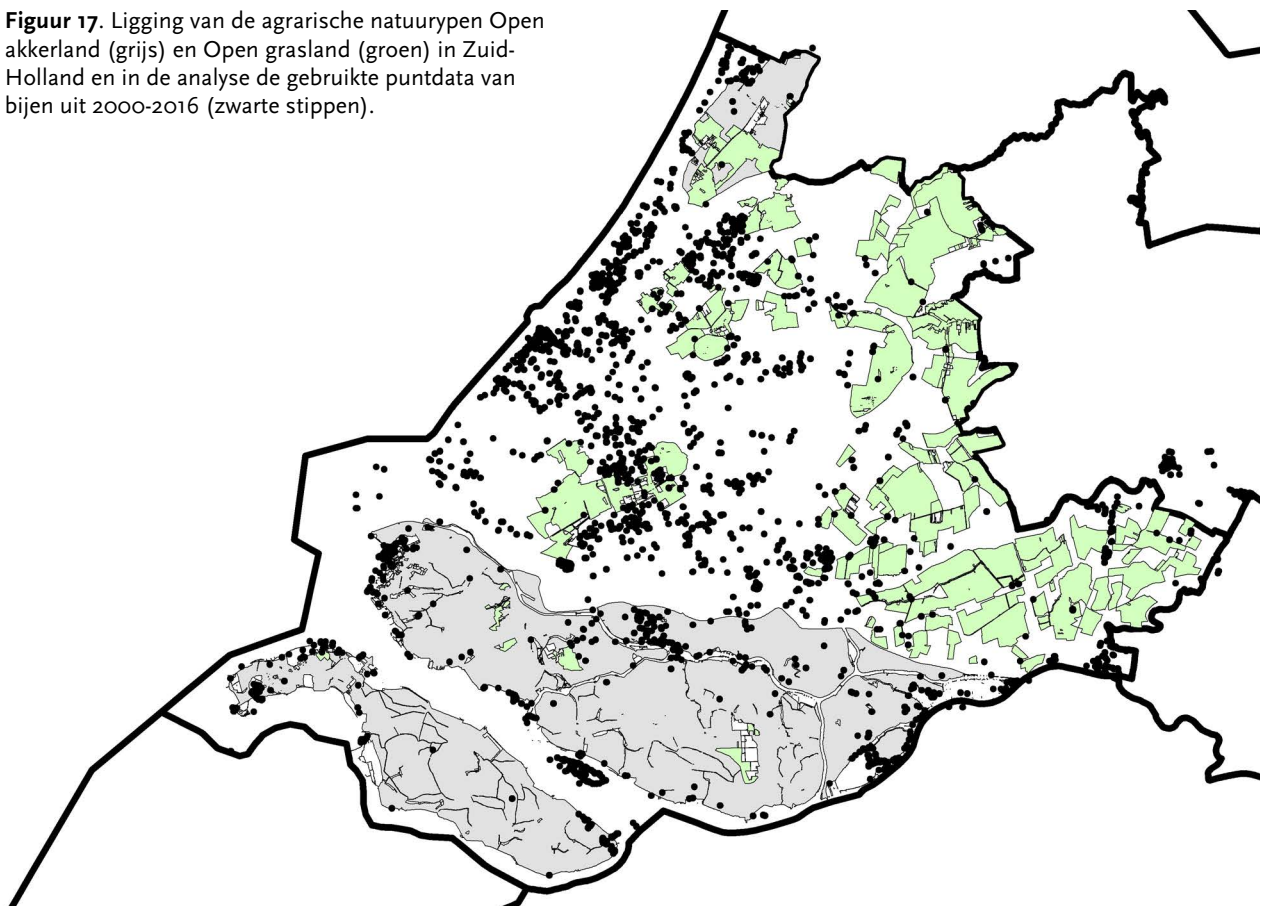 Figuur 17. Ligging van de agrarische natuurypen Open
akkerland (grijs) en Open grasland (groen) in Zuid-
Holland en in de analyse de gebruikte puntdata van
bijen uit 2000-2016 (zwarte stippen).